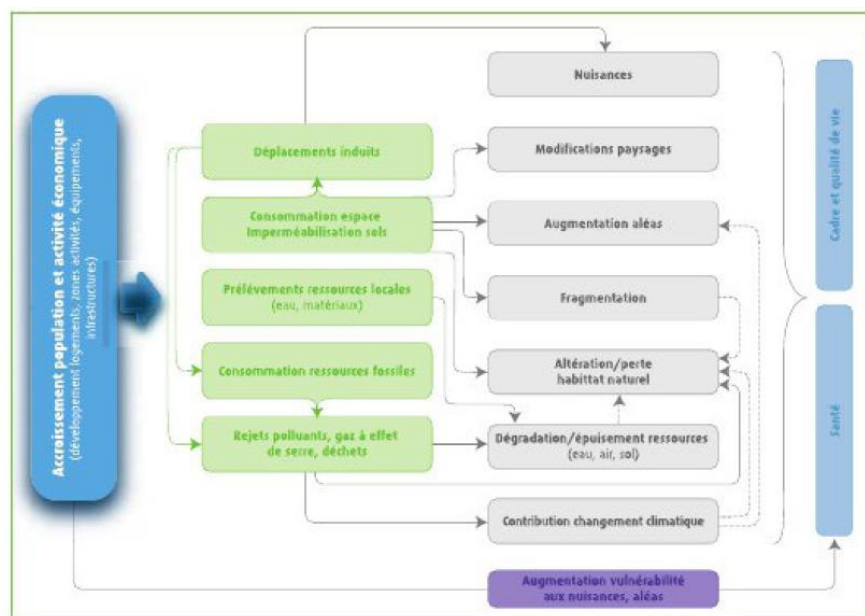 Accroissement population et activité économique
(développement logements, zones activités, équipements,
infrastructures)
Déplacements induits
Consommation espace
Imperméabilisation sols
Prélévements ressources locales
(eau, matériaux)
Consommation ressources fossiles
Rejets polluants, gaz à effet
de serre, déchets
Nuisances
Modifications paysages
Augmentation aléas
Fragmentation
Altération/perte
habittat naturel
Dégradation/épuisement ressources
(eau, air, sol)
Contribution changement climatique
Augmentation vulnérabilité
aux nuisances, aléas
Cadre et qualité de vie
Santé